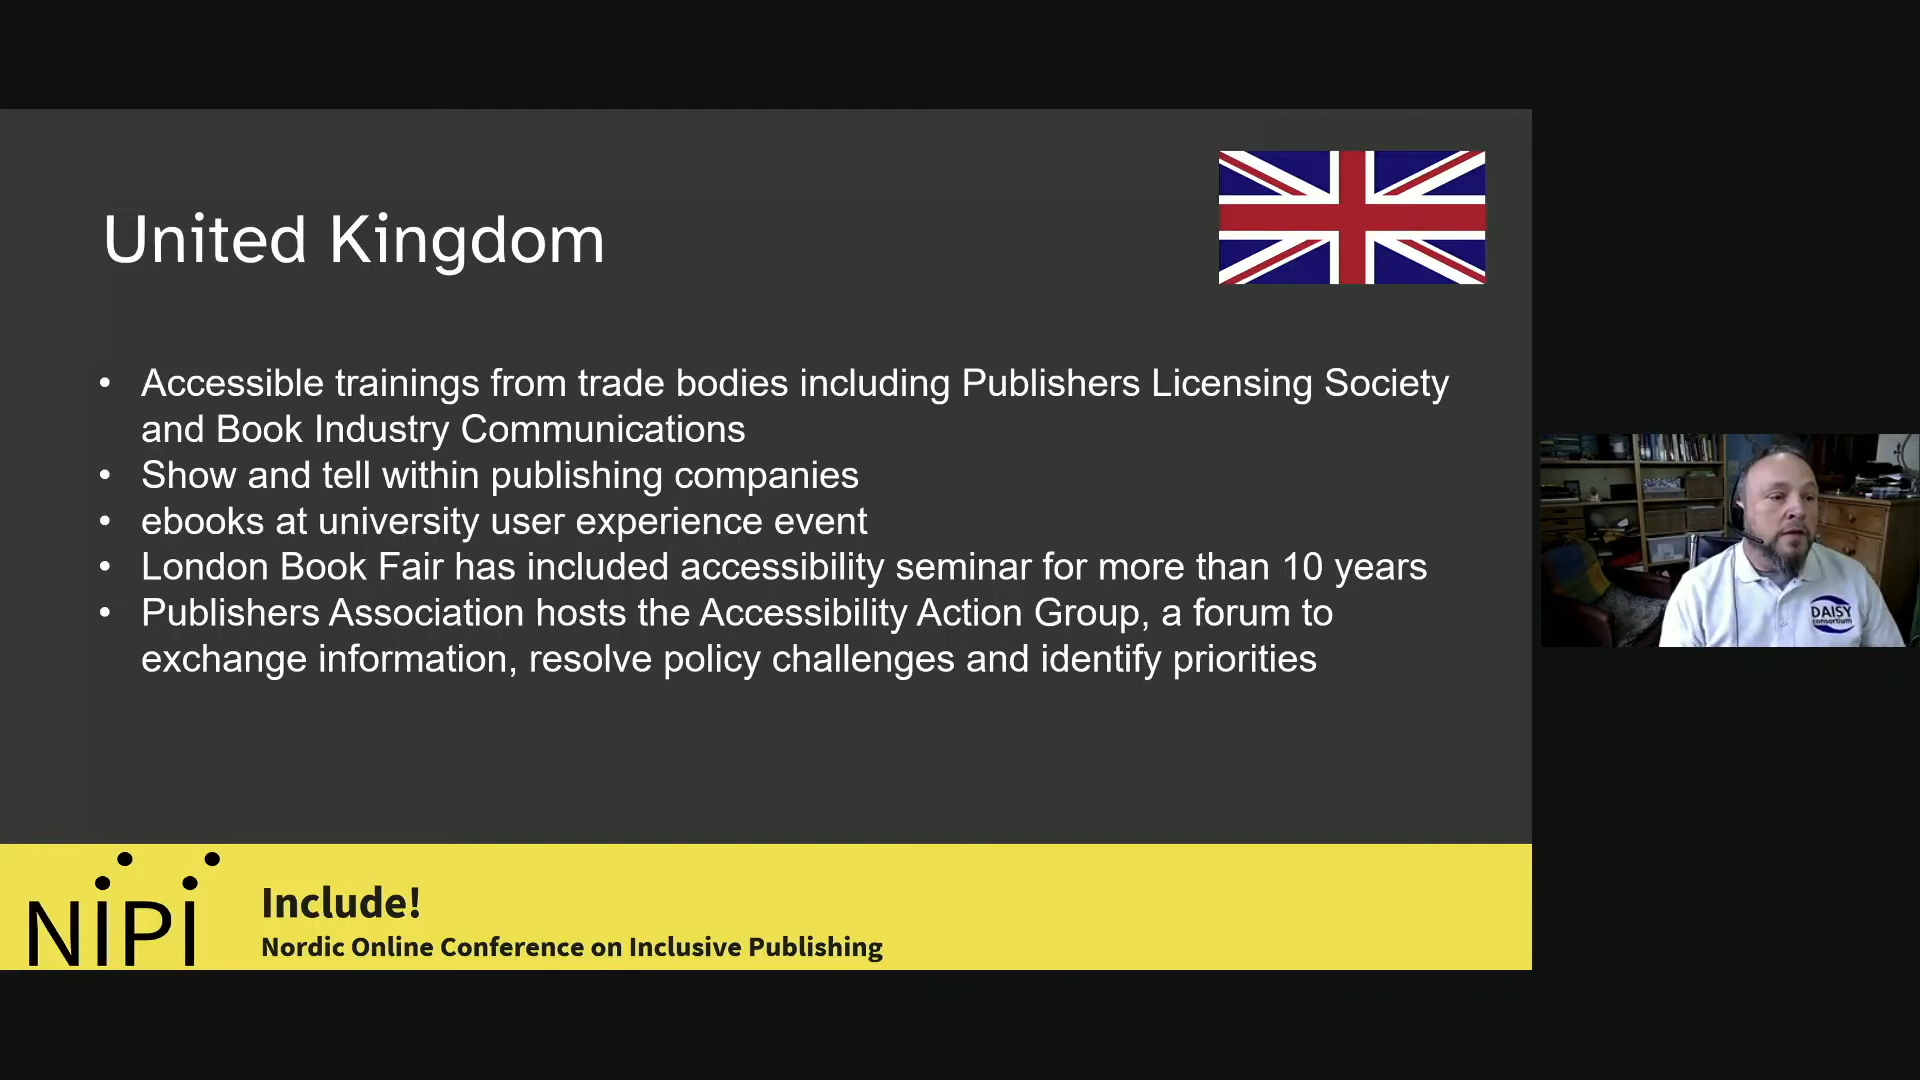 United Kingdom
• Accessible trainings from trade bodies including Publishers Licensing Society
and Book Industry Communications
• Show and tell within publishing companies
• ebooks at university user experience event
• London Book Fair has included accessibility seminar for more than 10 years
• Publishers Association hosts the Accessibility Action Group, a forum to
exchange information, resolve policy challenges and identify priorities
DAISY
consortium
NIPI
Include!
Nordic Online Conference on Inclusive Publishing